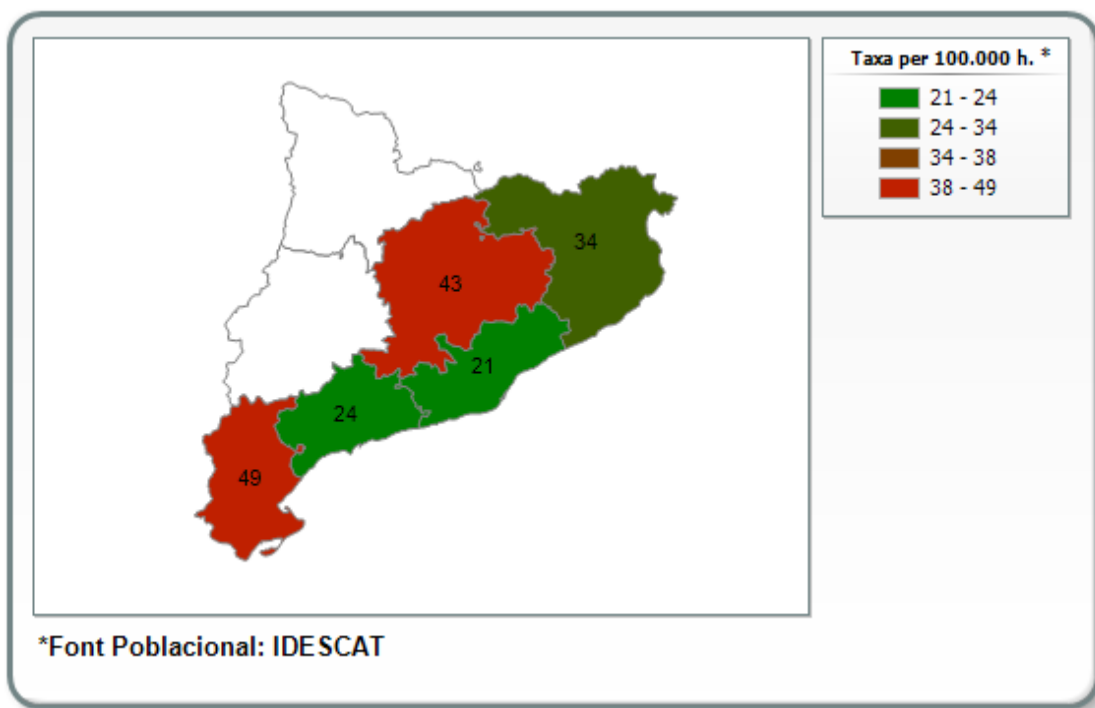 Taxa per 100.000 h. *
21 - 24
24 - 34
34 - 38
38 - 49
34
43
21
24
49
*Font Poblacional: IDESCAT